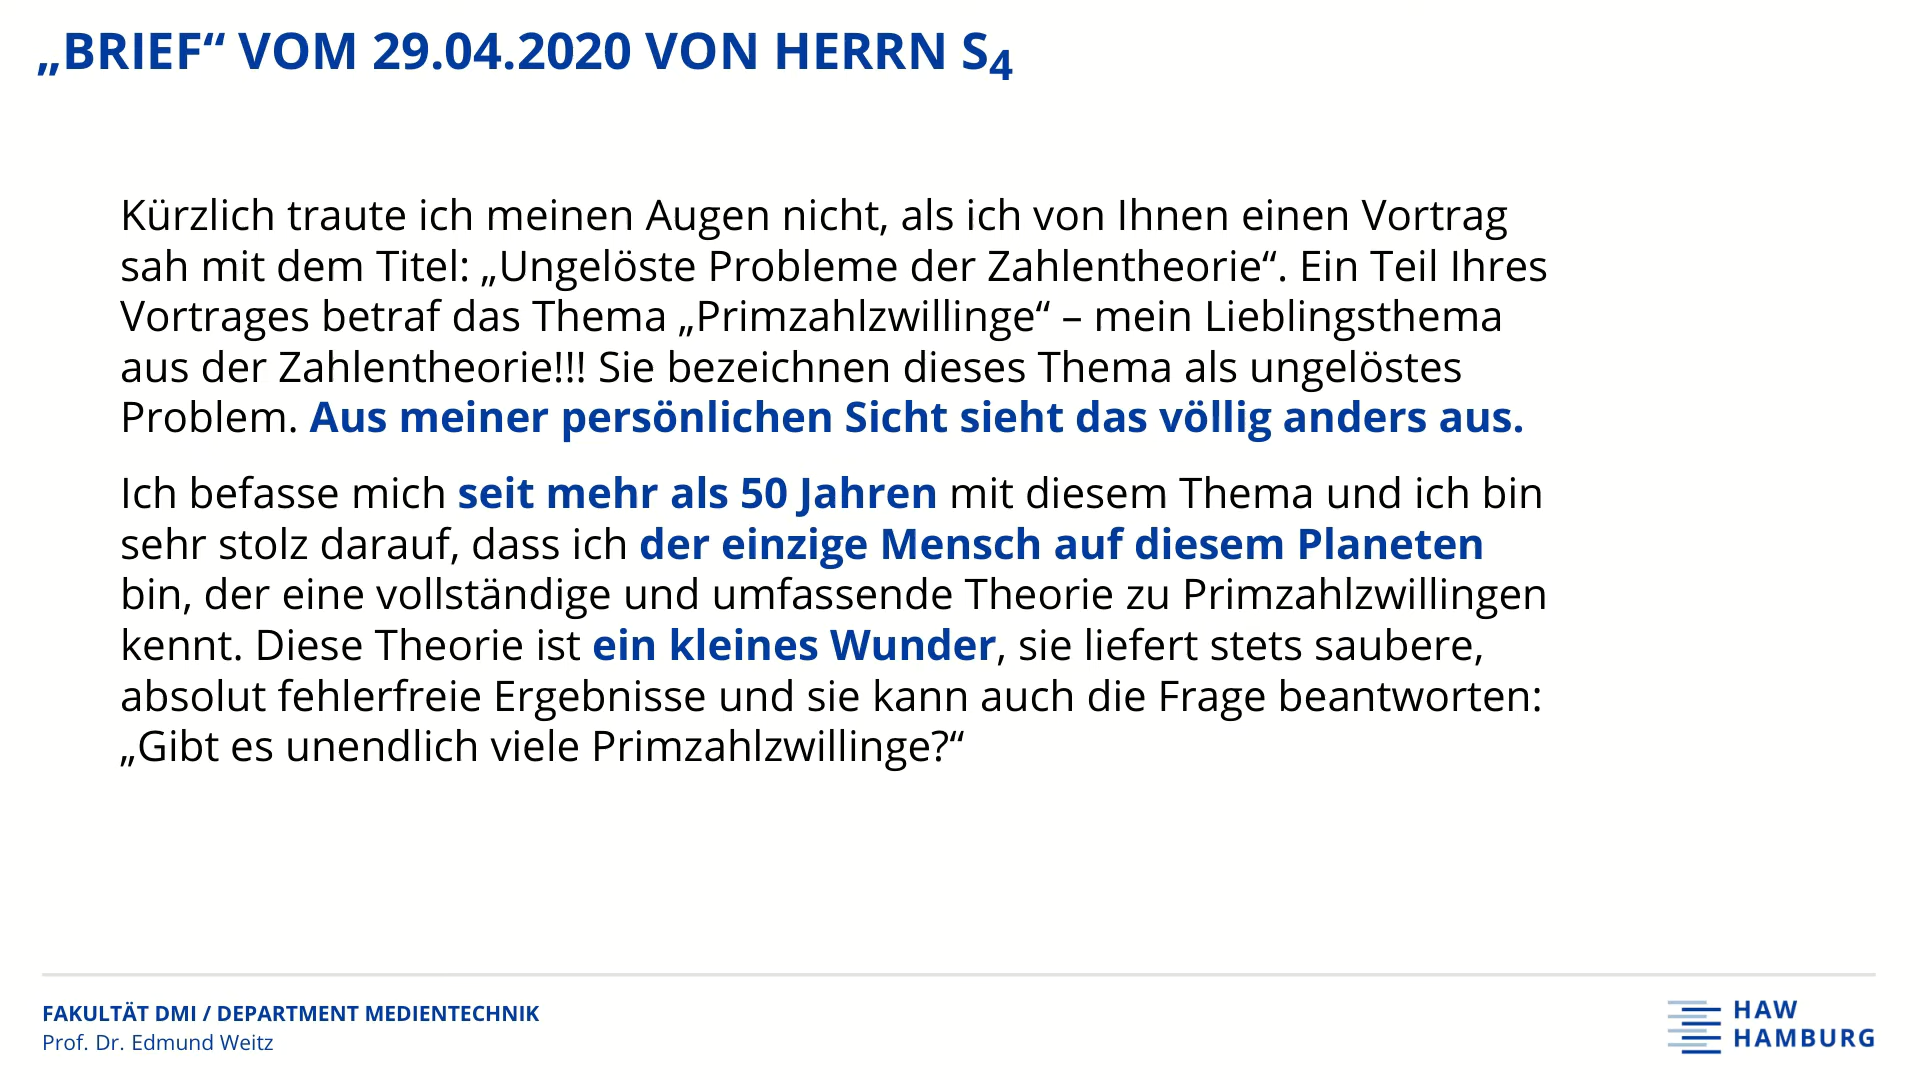 „BRIEF“ VOM 29.04.2020 VON HERRN S₄
Kürzlich traute ich meinen Augen nicht, als ich von Ihnen einen Vortrag
sah mit dem Titel: „Ungelöste Probleme der Zahlentheorie“. Ein Teil Ihres
Vortrages betraf das Thema „Primzahlzwillinge“ – mein Lieblingsthema
aus der Zahlentheorie!!! Sie bezeichnen dieses Thema als ungelöstes
Problem. Aus meiner persönlichen Sicht sieht das völlig anders aus.
Ich befasse mich seit mehr als 50 Jahren mit diesem Thema und ich bin
sehr stolz darauf, dass ich der einzige Mensch auf diesem Planeten
bin, der eine vollständige und umfassende Theorie zu Primzahlzwillingen
kennt. Diese Theorie ist ein kleines Wunder, sie liefert stets saubere,
absolut fehlerfreie Ergebnisse und sie kann auch die Frage beantworten:
„Gibt es unendlich viele Primzahlzwillinge?“
FAKULTÄT DMI / DEPARTMENT MEDIENTECHNIK
Prof. Dr. Edmund Weitz
HAW
HAMBURG